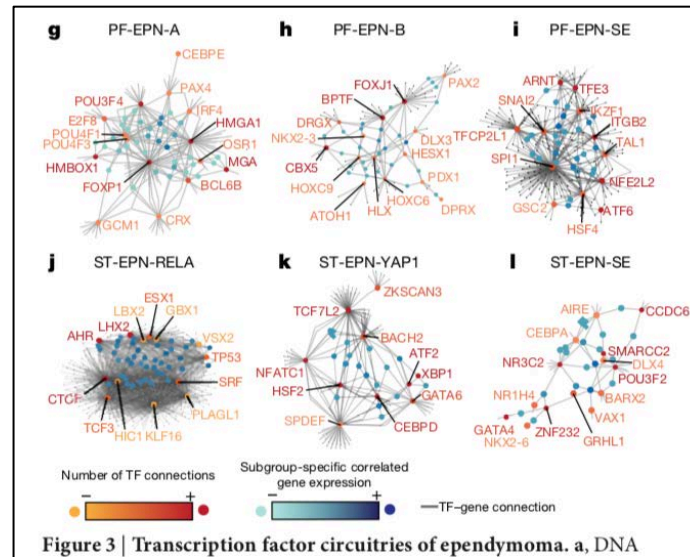 g PF-EPN-A
CEBPE
PAX4
POU3F4
IRF4
E2F8
HMGA1
POU4F1
OSR1
POU4F3
HMBOX1
MGA
FOXP1
BCL6B
GCM1
CRX
h PF-EPN-B
FOXJ1
PAX2
BPTF
DRGX
NKX2-3
DLX3
HESX1
CBX5
PDX1
HOXC9
HOXC6
DPRX
ATOH1
HLX
i PF-EPN-SE
ARNT
TFE3
SNAI2
IKZF1
ITGB2
TFCP2L1
TAL1
SPI1
NFE2L2
GSC2
ATF6
HSF4
j ST-EPN-RELA
ESX1
LBX2
GBX1
LHX2
AHR
VSX2
TP53
CTCF
SRF
PLAGL1
TCF3
HIC1
KLF16
k ST-EPN-YAP1
ZKSCAN3
TCF7L2
BACH2
NFATC1
ATF2
XBP1
HSF2
GATA6
SPDEF
CEBPD
l ST-EPN-SE
AIRE
CCDC6
CEBPA
SMARCC2
NR3C2
DLX4
POU3F2
NR1H4
BARX2
VAX1
GATA4
NKX2-6
ZNF232
GRHL1
Number of TF connections
− +
Subgroup-specific correlated
gene expression
− +
TF–gene connection
Figure 3 | Transcription factor circuitries of ependymoma. a, DNA